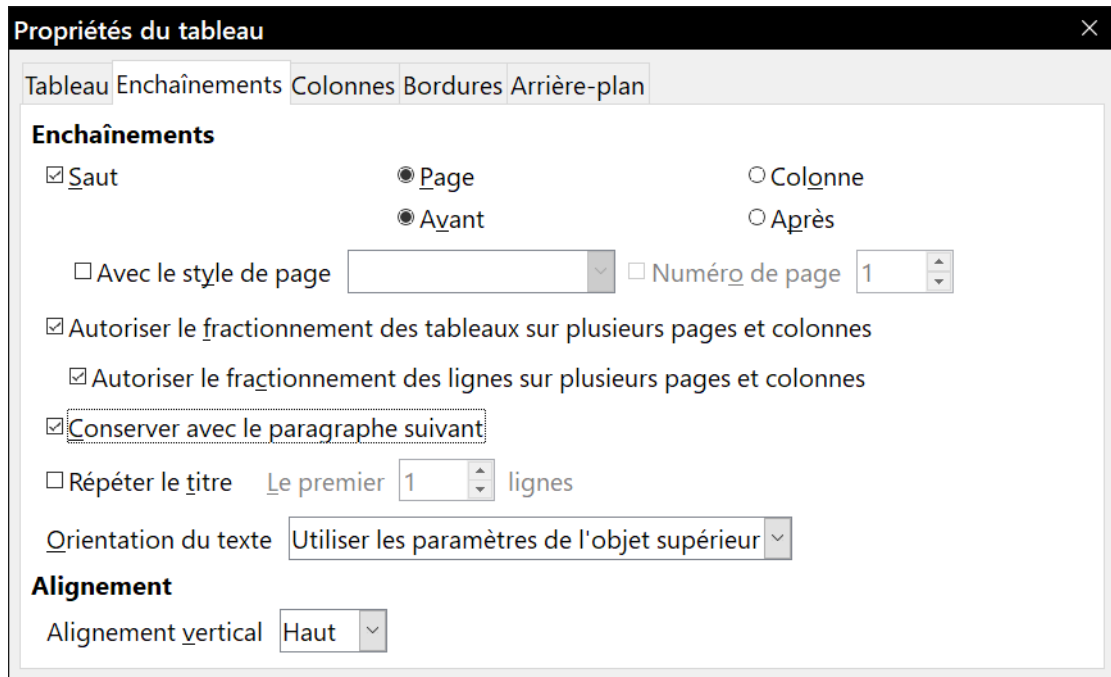 Propriétés du tableau
Tableau Enchaînements Colonnes Bordures Arrière-plan
Enchaînements
Saut Page Colonne
Avant Après
Avec le style de page Numéro de page 1
Autoriser le fractionnement des tableaux sur plusieurs pages et colonnes
Autoriser le fractionnement des lignes sur plusieurs pages et colonnes
Conserver avec le paragraphe suivant
Répéter le titre Le premier 1 lignes
Orientation du texte Utiliser les paramètres de l'objet supérieur
Alignement
Alignement vertical Haut